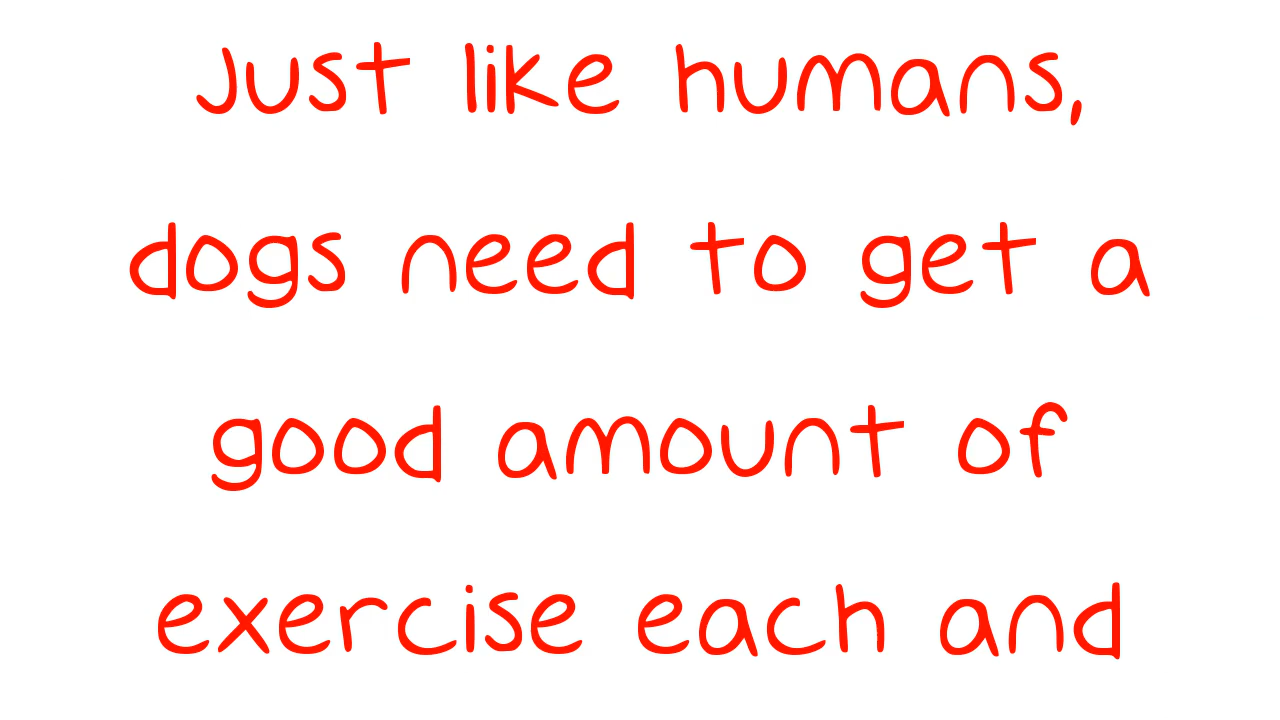 Just like humans,
dogs need to get a
good amount of
exercise each and